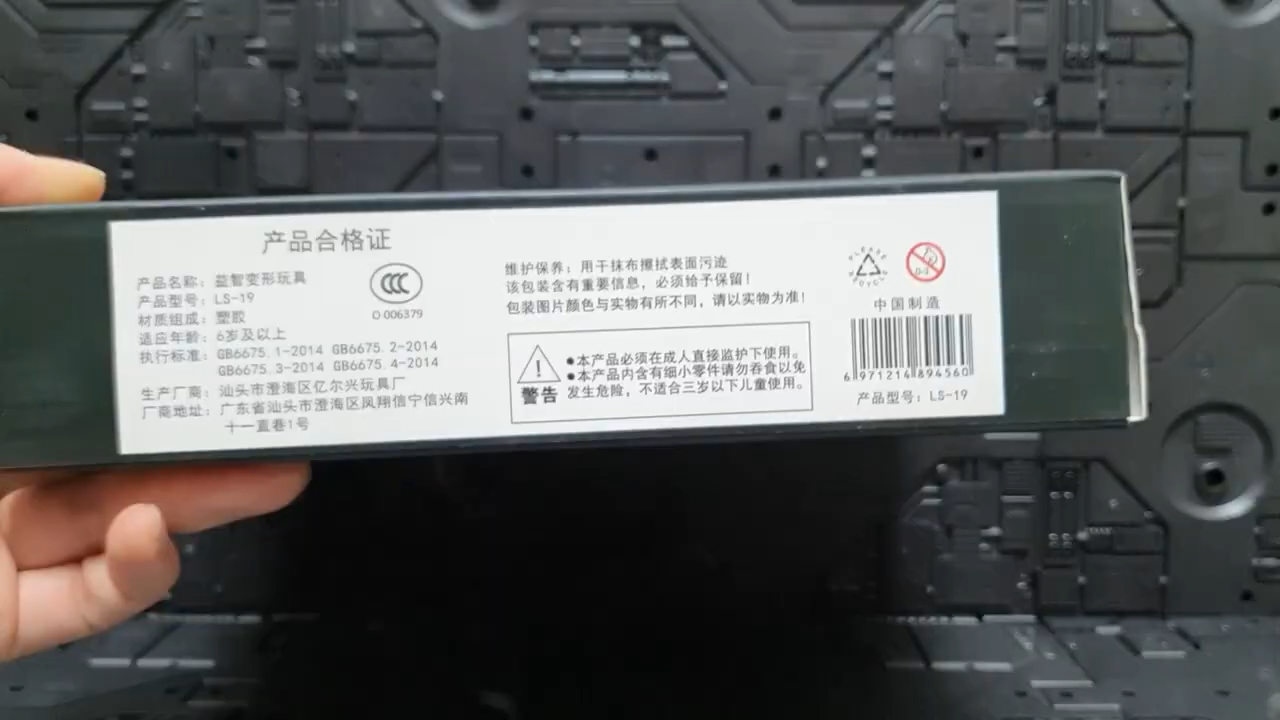 产品合格证
产品名称：益智变形玩具
产品型号：LS-19
材质组成：塑胶
适应年龄：6岁及以上
执行标准：GB6675.1-2014 GB6675.2-2014
GB6675.3-2014 GB6675.4-2014
生产厂商：汕头市澄海区亿尔兴玩具厂
厂商地址：广东省汕头市澄海区凤翔信宁信兴南
十一直巷1号
CCC
0006379
维护保养：用干抹布擦拭表面污迹
该包装含有重要信息，必须给予保留！
包装图片颜色与实物有所不同，请以实物为准！
!
警告
●本产品必须在成人直接监护下使用。
●本产品内含有细小零件请勿吞食以免
发生危险，不适合三岁以下儿童使用。
PLEASE
RECYCLE
0-3
中国制造
6 971214 894560
产品型号：LS-19